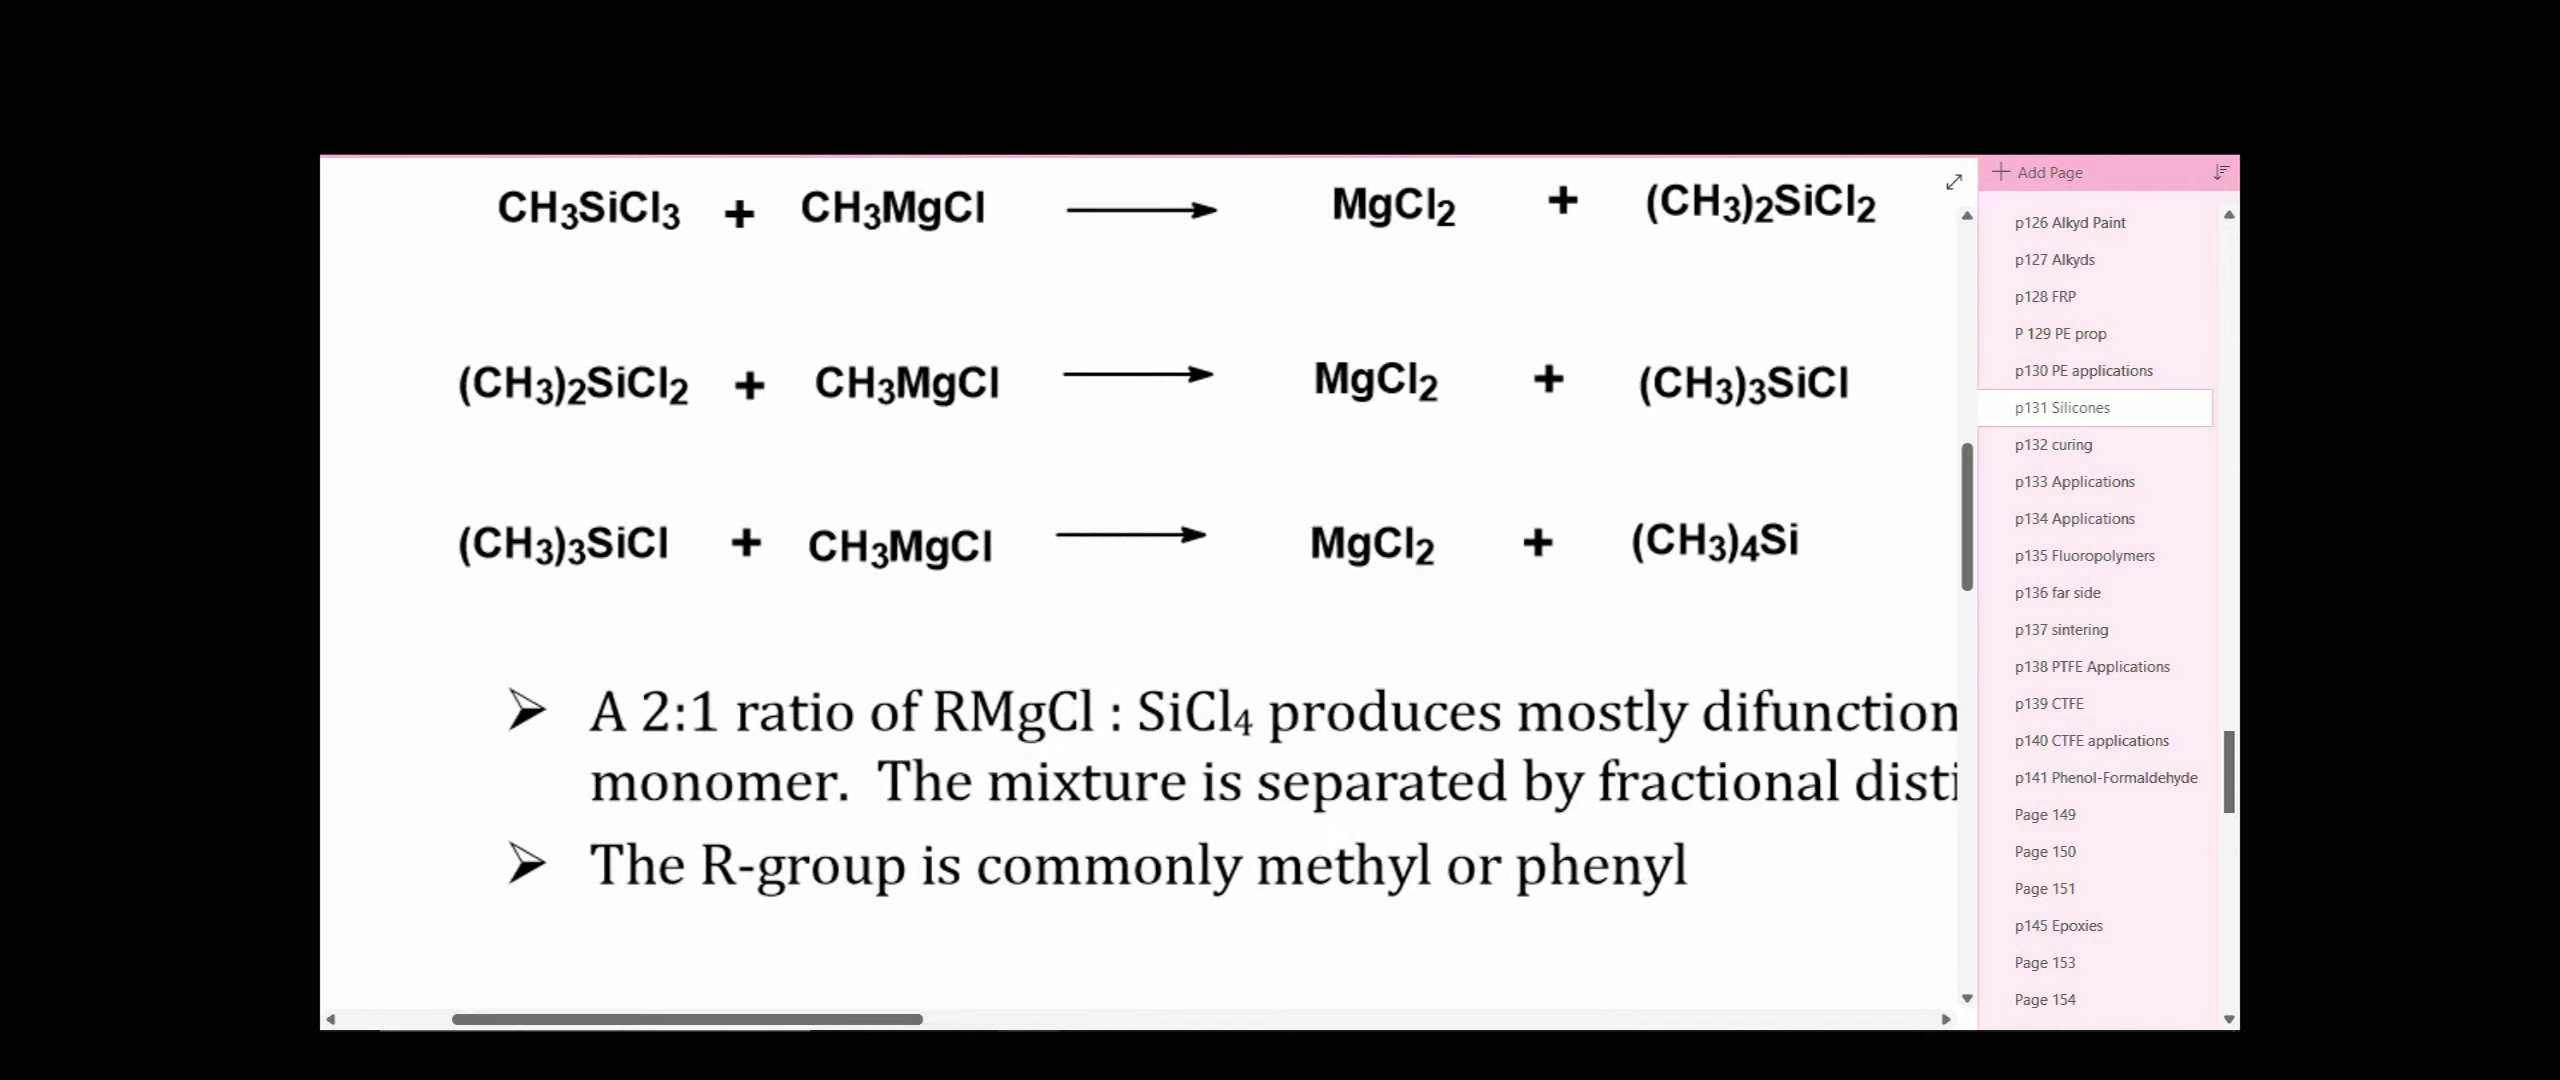 CH3SiCl3 + CH3MgCl ⟶ MgCl2 + (CH3)2SiCl2
(CH3)2SiCl2 + CH3MgCl ⟶ MgCl2 + (CH3)3SiCl
(CH3)3SiCl + CH3MgCl ⟶ MgCl2 + (CH3)4Si
➢ A 2:1 ratio of RMgCl : SiCl4 produces mostly difunction
monomer. The mixture is separated by fractional disti
➢ The R-group is commonly methyl or phenyl
Add Page
p126 Alkyd Paint
p127 Alkyds
p128 FRP
P 129 PE prop
p130 PE applications
p131 Silicones
p132 curing
p133 Applications
p134 Applications
p135 Fluoropolymers
p136 far side
p137 sintering
p138 PTFE Applications
p139 CTFE
p140 CTFE applications
p141 Phenol-Formaldehyde
Page 149
Page 150
Page 151
p145 Epoxies
Page 153
Page 154